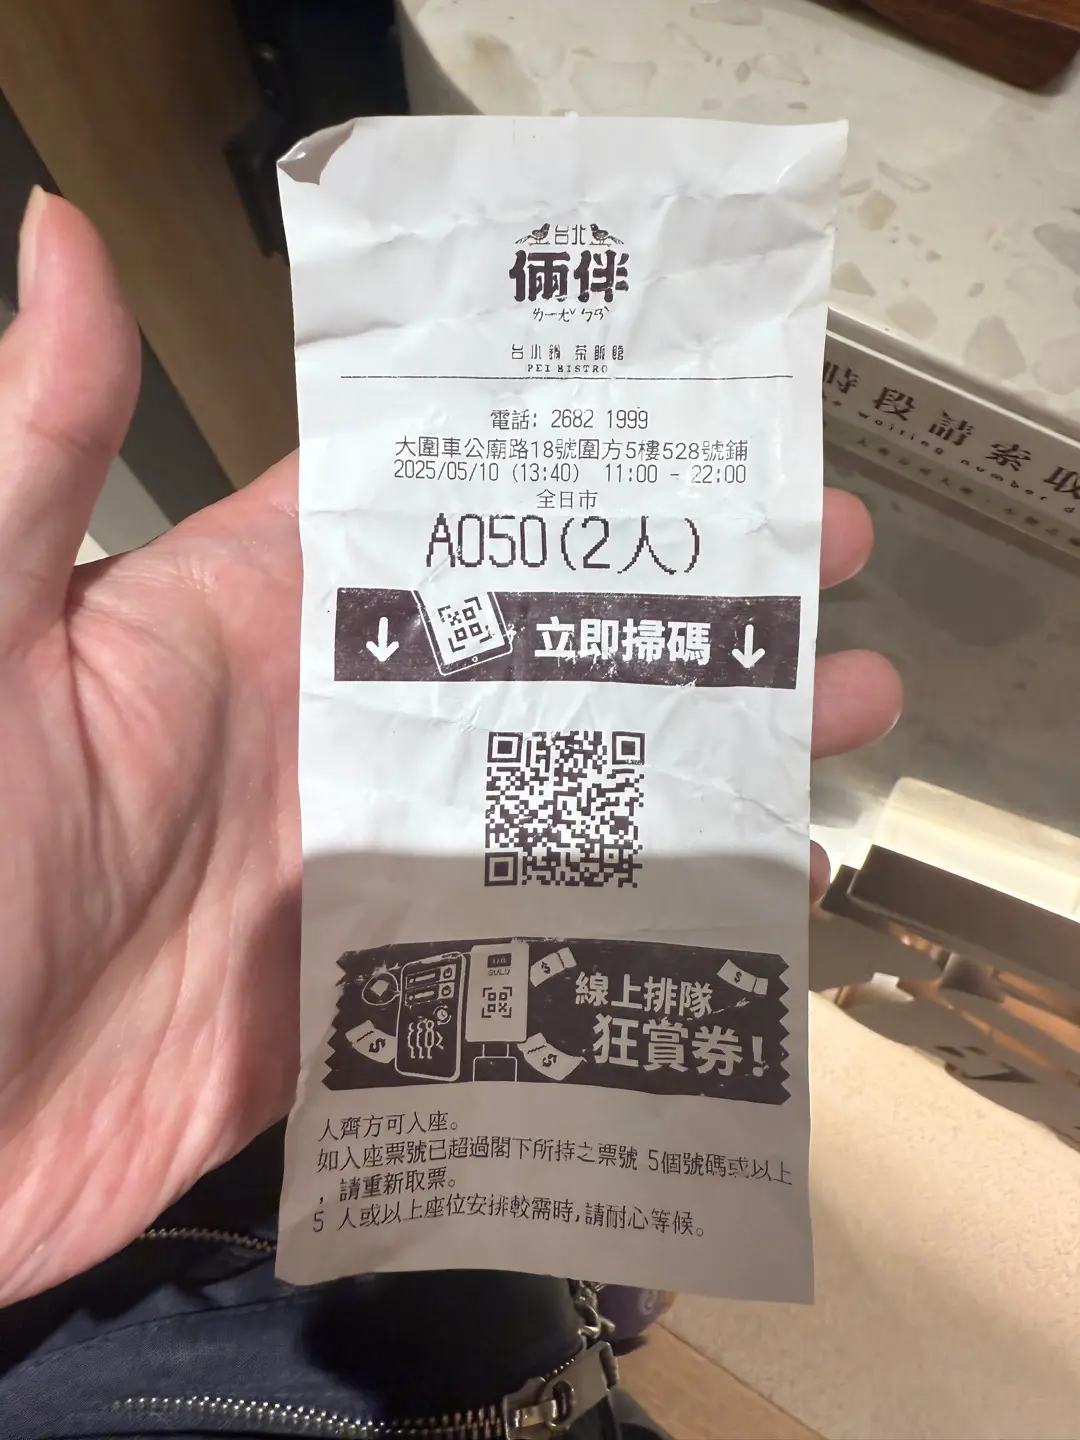 台北
倆伴
ㄌㄧㄤˇ ㄅㄢˋ
台小鍋 茶飯館
PEI BISTRO
電話: 2682 1999
大圍車公廟路18號圍方5樓528號鋪
2025/05/10 (13:40) 11:00 - 22:00
全日市
A050(2人)
↓ 立即掃碼 ↓
線上排隊
狂賞券!
人齊方可入座。
如入座票號已超過閣下所持之票號 5個號碼或以上
，請重新取票。
5 人或以上座位安排較需時,請耐心等候。
時段請索取
waiting number